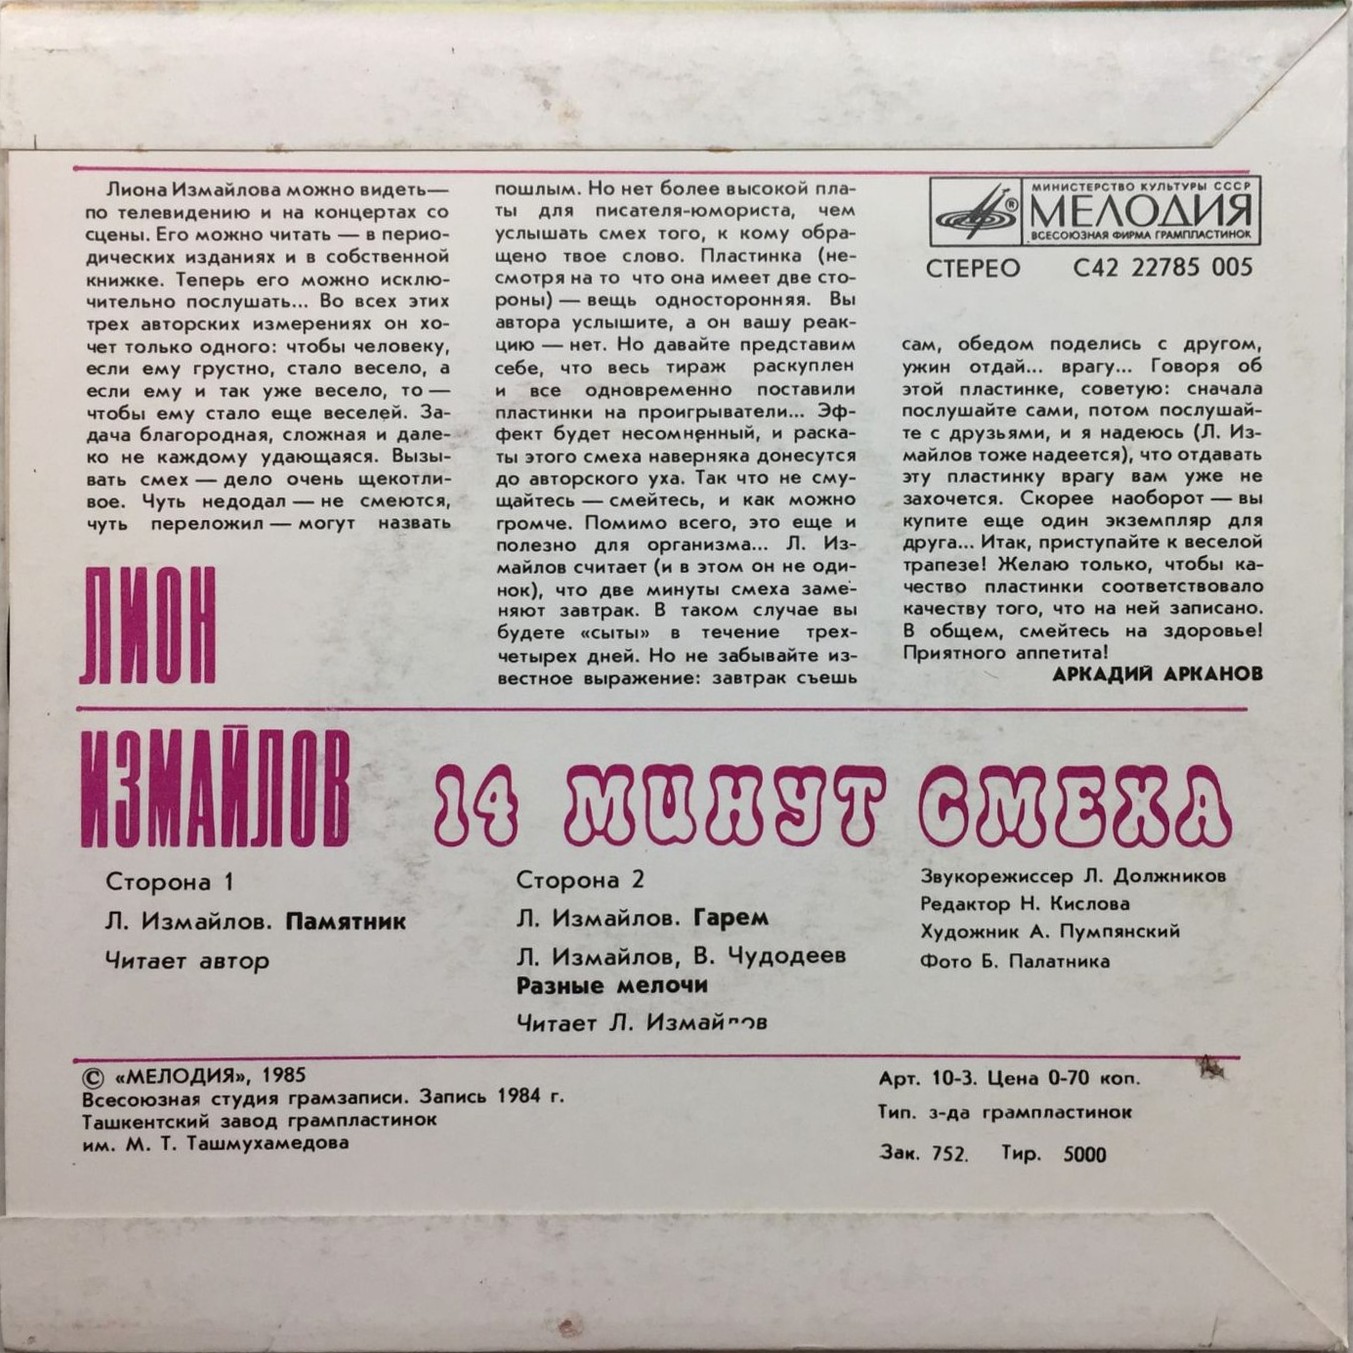 Лиона Измайлова можно видеть—
по телевидению и на концертах со
сцены. Его можно читать — в перио-
дических изданиях и в собственной
книжке. Теперь его можно исклю-
чительно послушать... Во всех этих
трех авторских измерениях он хо-
чет только одного: чтобы человеку,
если ему грустно, стало весело, а
если ему и так уже весело, то —
чтобы ему стало еще веселей. За-
дача благородная, сложная и дале-
ко не каждому удающаяся. Вызы-
вать смех — дело очень щекотли-
вое. Чуть недодал — не смеются,
чуть переложил — могут назвать
пошлым. Но нет более высокой пла-
ты для писателя-юмориста, чем
услышать смех того, к кому обра-
щено твое слово. Пластинка (не-
смотря на то что она имеет две сто-
роны) — вещь односторонняя. Вы
автора услышите, а он вашу реак-
цию — нет. Но давайте представим
себе, что весь тираж раскуплен
и все одновременно поставили
пластинки на проигрыватели... Эф-
фект будет несомненный, и раска-
ты этого смеха наверняка донесутся
до авторского уха. Так что не сму-
щайтесь — смейтесь, и как можно
громче. Помимо всего, это еще и
полезно для организма... Л. Из-
майлов считает (и в этом он не оди-
нок), что две минуты смеха заме-
няют завтрак. В таком случае вы
будете «сыты» в течение трех-
четырех дней. Но не забывайте из-
вестное выражение: завтрак съешь
МИНИСТЕРСТВО КУЛЬТУРЫ СССР
® МЕЛОДИЯ
ВСЕСОЮЗНАЯ ФИРМА ГРАМПЛАСТИНОК
СТЕРЕО С42 22785 005
сам, обедом поделись с другом,
ужин отдай... врагу... Говоря об
этой пластинке, советую: сначала
послушайте сами, потом послушай-
те с друзьями, и я надеюсь (Л. Из-
майлов тоже надеется), что отдавать
эту пластинку врагу вам уже не
захочется. Скорее наоборот — вы
купите еще один экземпляр для
друга... Итак, приступайте к веселой
трапезе! Желаю только, чтобы ка-
чество пластинки соответствовало
качеству того, что на ней записано.
В общем, смейтесь на здоровье!
Приятного аппетита!
АРКАДИЙ АРКАНОВ
ЛИОН
ИЗМАЙЛОВ
14 МИНУТ СМЕХА
Сторона 1
Л. Измайлов. Памятник
Читает автор
Сторона 2
Л. Измайлов. Гарем
Л. Измайлов, В. Чудодеев
Разные мелочи
Читает Л. Измайлов
Звукорежиссер Л. Должников
Редактор Н. Кислова
Художник А. Пумпянский
Фото Б. Палатника
© «МЕЛОДИЯ», 1985
Всесоюзная студия грамзаписи. Запись 1984 г.
Ташкентский завод грампластинок
им. М. Т. Ташмухамедова
Арт. 10-3. Цена 0-70 коп.
Тип. з-да грампластинок
Зак. 752. Тир. 5000